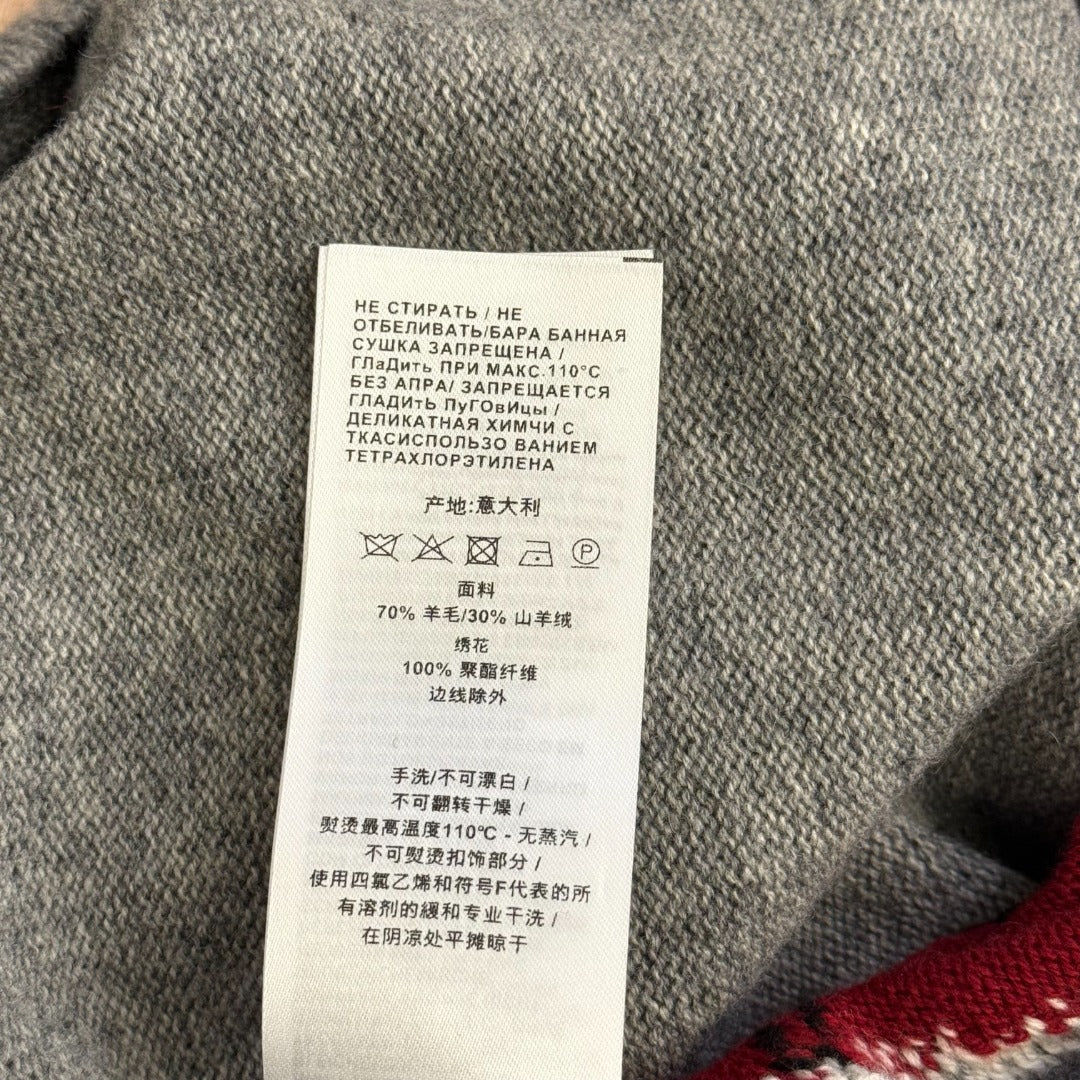 НЕ СТИРАТЬ / НЕ
ОТБЕЛИВАТЬ/БАРА БАННАЯ
СУШКА ЗАПРЕЩЕНА /
ГЛаДить ПРИ МАКС.110°С
БЕЗ АПРА/ ЗАПРЕЩАЕТСЯ
ГЛАДИть ПуГОвИцы /
ДЕЛИКАТНАЯ ХИМЧИ С
ТКАСИСПОЛЬЗО ВАНИЕМ
ТЕТРАХЛОРЭТИЛЕНА
产地:意大利
P
面料
70% 羊毛/30% 山羊绒
绣花
100% 聚酯纤维
边线除外
手洗/不可漂白 /
不可翻转干燥 /
熨烫最高温度110℃ - 无蒸汽 /
不可熨烫扣饰部分 /
使用四氯乙烯和符号F代表的所
有溶剂的緩和专业干洗 /
在阴凉处平摊晾干